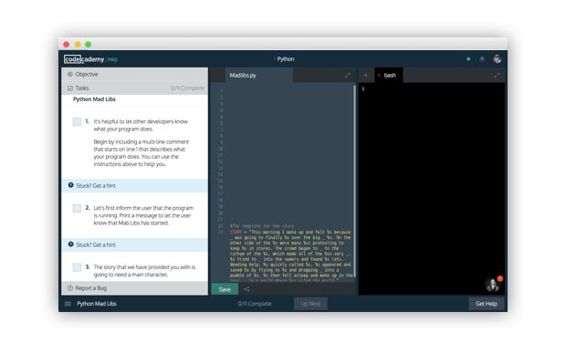 codecademy PRO
Python
Objective
Tasks
0/11 Complete
Python Mad Libs
1. It's helpful to let other developers know
what your program does.
Begin by including a multi-line comment
that starts on line 1 that describes what
your program does. You can use the
instructions above to help you.
Stuck? Get a hint
2. Let's first inform the user that the program
is running. Print a message to let the user
know that Mad Libs has started.
Stuck? Get a hint
3. The story that we have provided you with is
going to need a main character.
Report a Bug
Madlibs.py
#The template for the story
STORY = "This morning I woke up and felt %s because
_ was going to finally %s over the big _ %s. On the
other side of the %s were many %ss protesting to
keep %s in stores. The crowd began to _ to the
rythym of the %s, which made all of the %ss very _.
%s tried to _ into the sewers and found %s rats.
Needing help, %s quickly called %s. %s appeared and
saved %s by flying to %s and dropping _ into a
puddle of %s. %s then fell asleep and woke up in the
Save
+
bash
$
Python Mad Libs
0/11 Complete
Up Next
Get Help